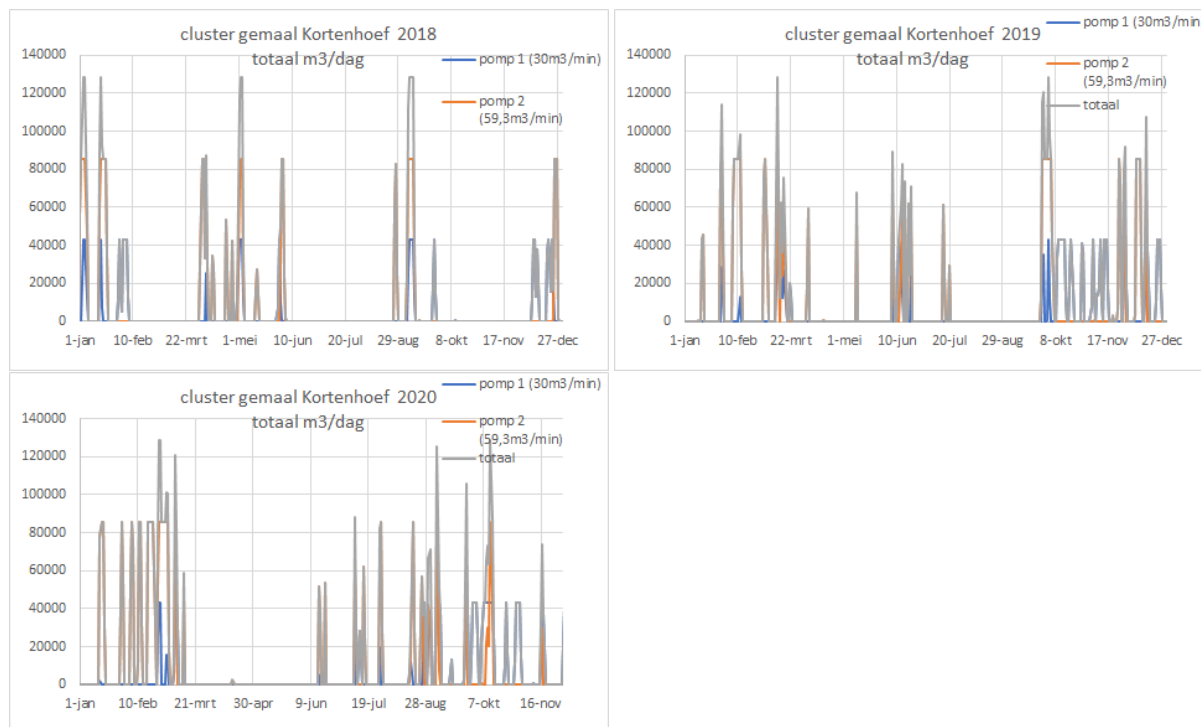 cluster gemaal Kortenhoef 2018
totaal m3/dag
pomp 1 (30m3/min)
pomp 2
(59,3m3/min)
140000
120000
100000
80000
60000
40000
20000
0
1-jan 10-feb 22-mrt 1-mei 10-jun 20-jul 29-aug 8-okt 17-nov 27-dec
cluster gemaal Kortenhoef 2019
totaal m3/dag
pomp 1 (30m3/min)
pomp 2
(59,3m3/min)
totaal
140000
120000
100000
80000
60000
40000
20000
0
1-jan 10-feb 22-mrt 1-mei 10-jun 20-jul 29-aug 8-okt 17-nov 27-dec
cluster gemaal Kortenhoef 2020
totaal m3/dag
pomp 1 (30m3/min)
pomp 2
(59,3m3/min)
totaal
140000
120000
100000
80000
60000
40000
20000
0
1-jan 10-feb 21-mrt 30-apr 9-jun 19-jul 28-aug 7-okt 16-nov